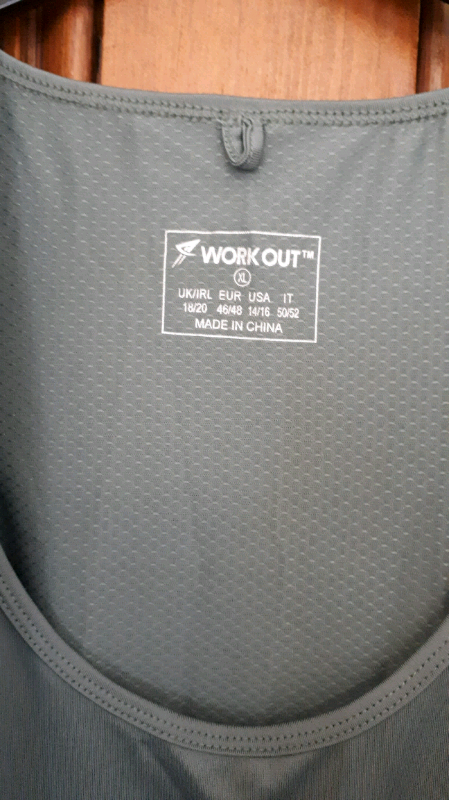 WORK OUT™
XL
UK/IRL EUR USA IT
18/20 46/48 14/16 50/52
MADE IN CHINA